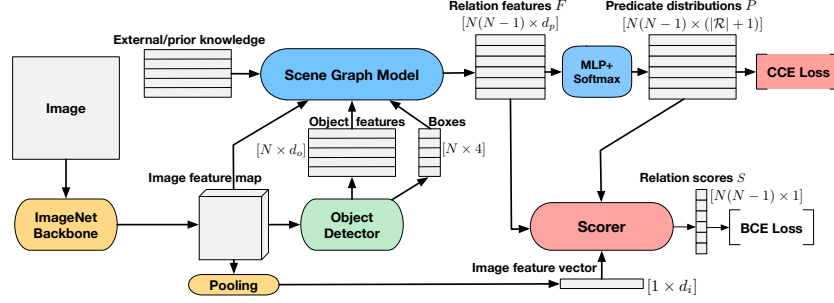 Relation features F
[N(N − 1) × d_p]
Predicate distributions P
[N(N − 1) × (|R| + 1)]
External/prior knowledge
Scene Graph Model
MLP+
Softmax
CCE Loss
Image
Object features
[N × d_o]
Boxes
[N × 4]
Image feature map
ImageNet
Backbone
Object
Detector
Scorer
Relation scores S
[N(N − 1) × 1]
BCE Loss
Pooling
Image feature vector
[1 × d_i]